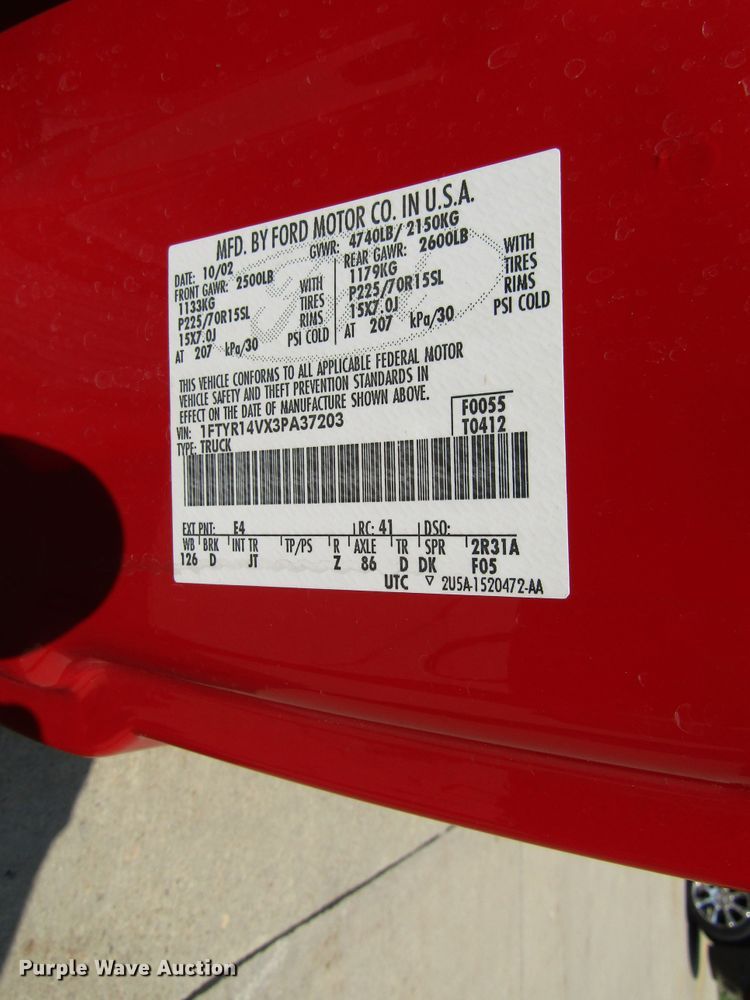 MFD. BY FORD MOTOR CO. IN U.S.A.
DATE: 10/02 GVWR: 4740LB/ 2150KG
FRONT GAWR: 2500LB REAR GAWR: 2600LB
1133KG WITH 1179KG WITH
P225/70R15SL TIRES P225/70R15SL TIRES
15X7.0J RIMS 15X7.0J RIMS
AT 207 kPa/30 PSI COLD AT 207 kPa/30 PSI COLD
THIS VEHICLE CONFORMS TO ALL APPLICABLE FEDERAL MOTOR
VEHICLE SAFETY AND THEFT PREVENTION STANDARDS IN
EFFECT ON THE DATE OF MANUFACTURE SHOWN ABOVE.
VIN: 1FTYR14VX3PA37203 F0055
TYPE: TRUCK T0412
EXT PNT: E4 RC: 41 DSO:
WB BRK INT TR TP/PS R AXLE TR SPR 2R31A
126 D JT Z 86 D DK F05
UTC ▽ 2U5A-1520472-AA
Purple Wave Auction